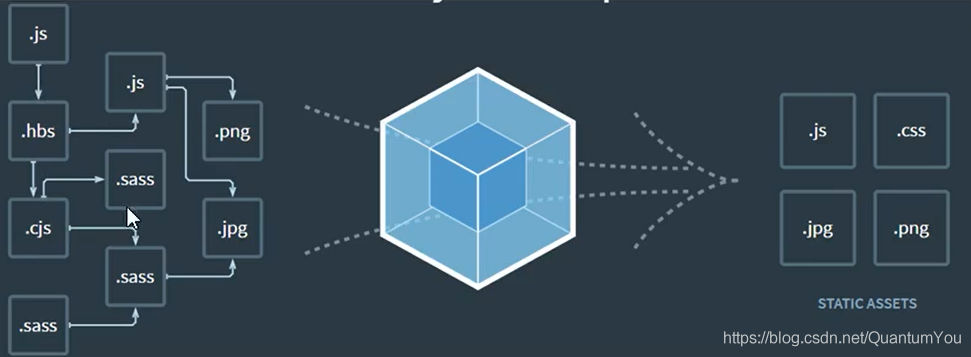 .js
.js
.hbs
.png
.sass
.cjs
.jpg
.sass
.sass
.js
.css
.jpg
.png
STATIC ASSETS
https://blog.csdn.net/QuantumYou